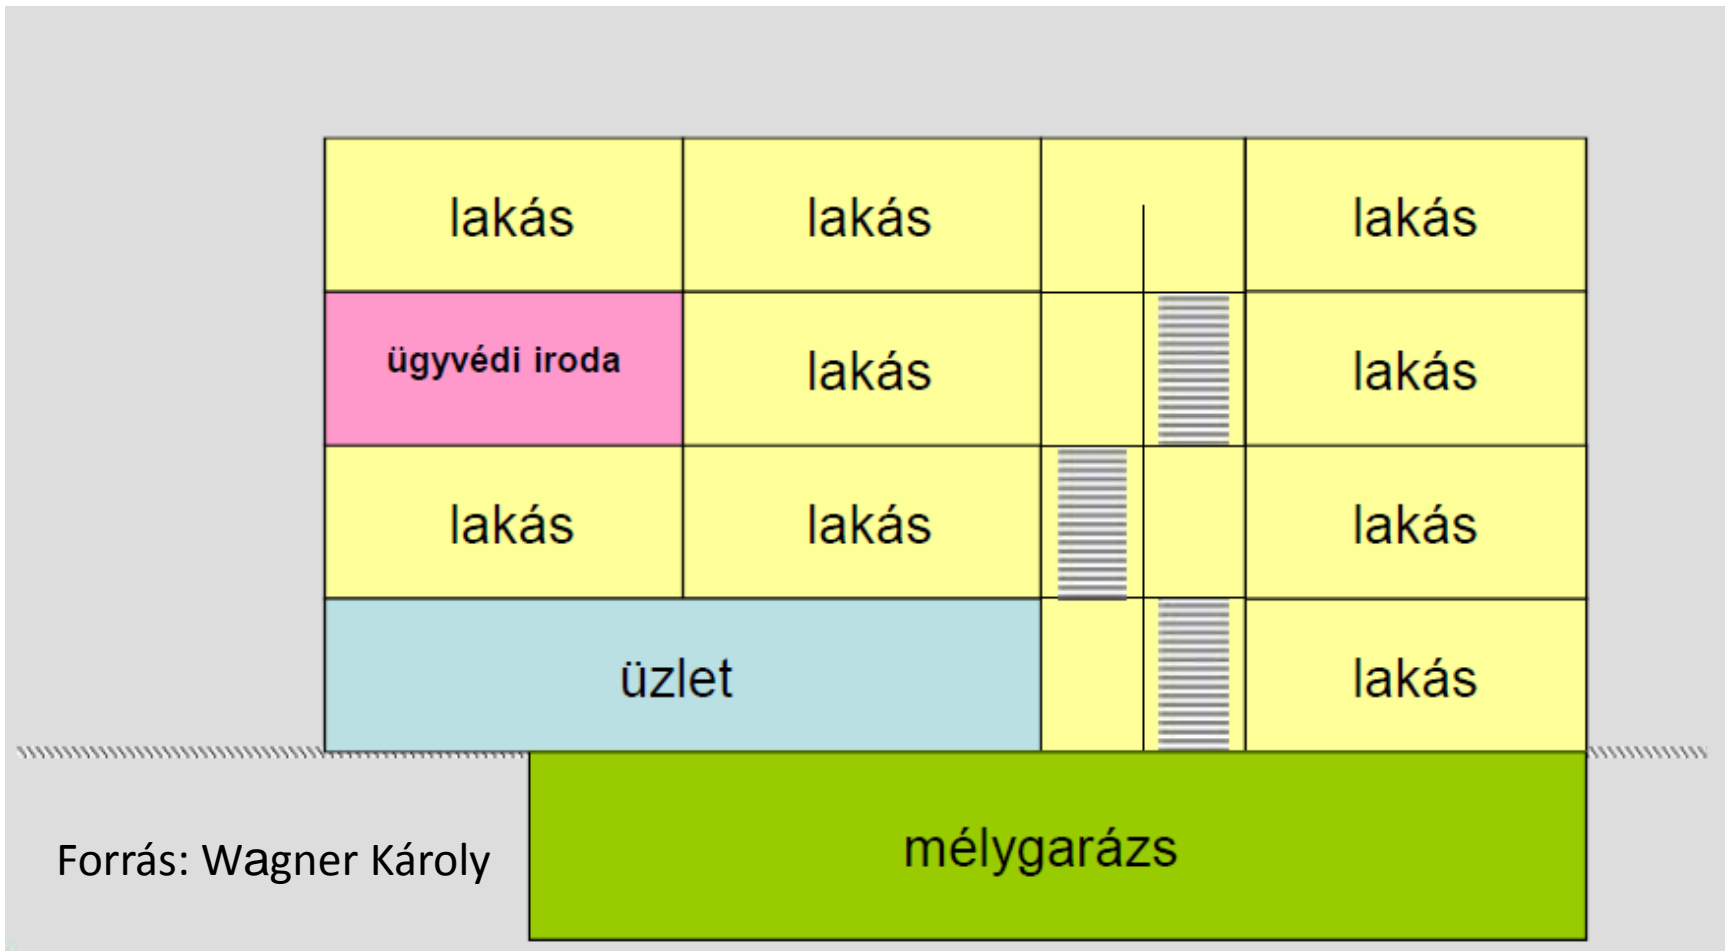 lakás lakás lakás
ügyvédi iroda lakás lakás
lakás lakás lakás
üzlet lakás
mélygarázs
Forrás: Wagner Károly